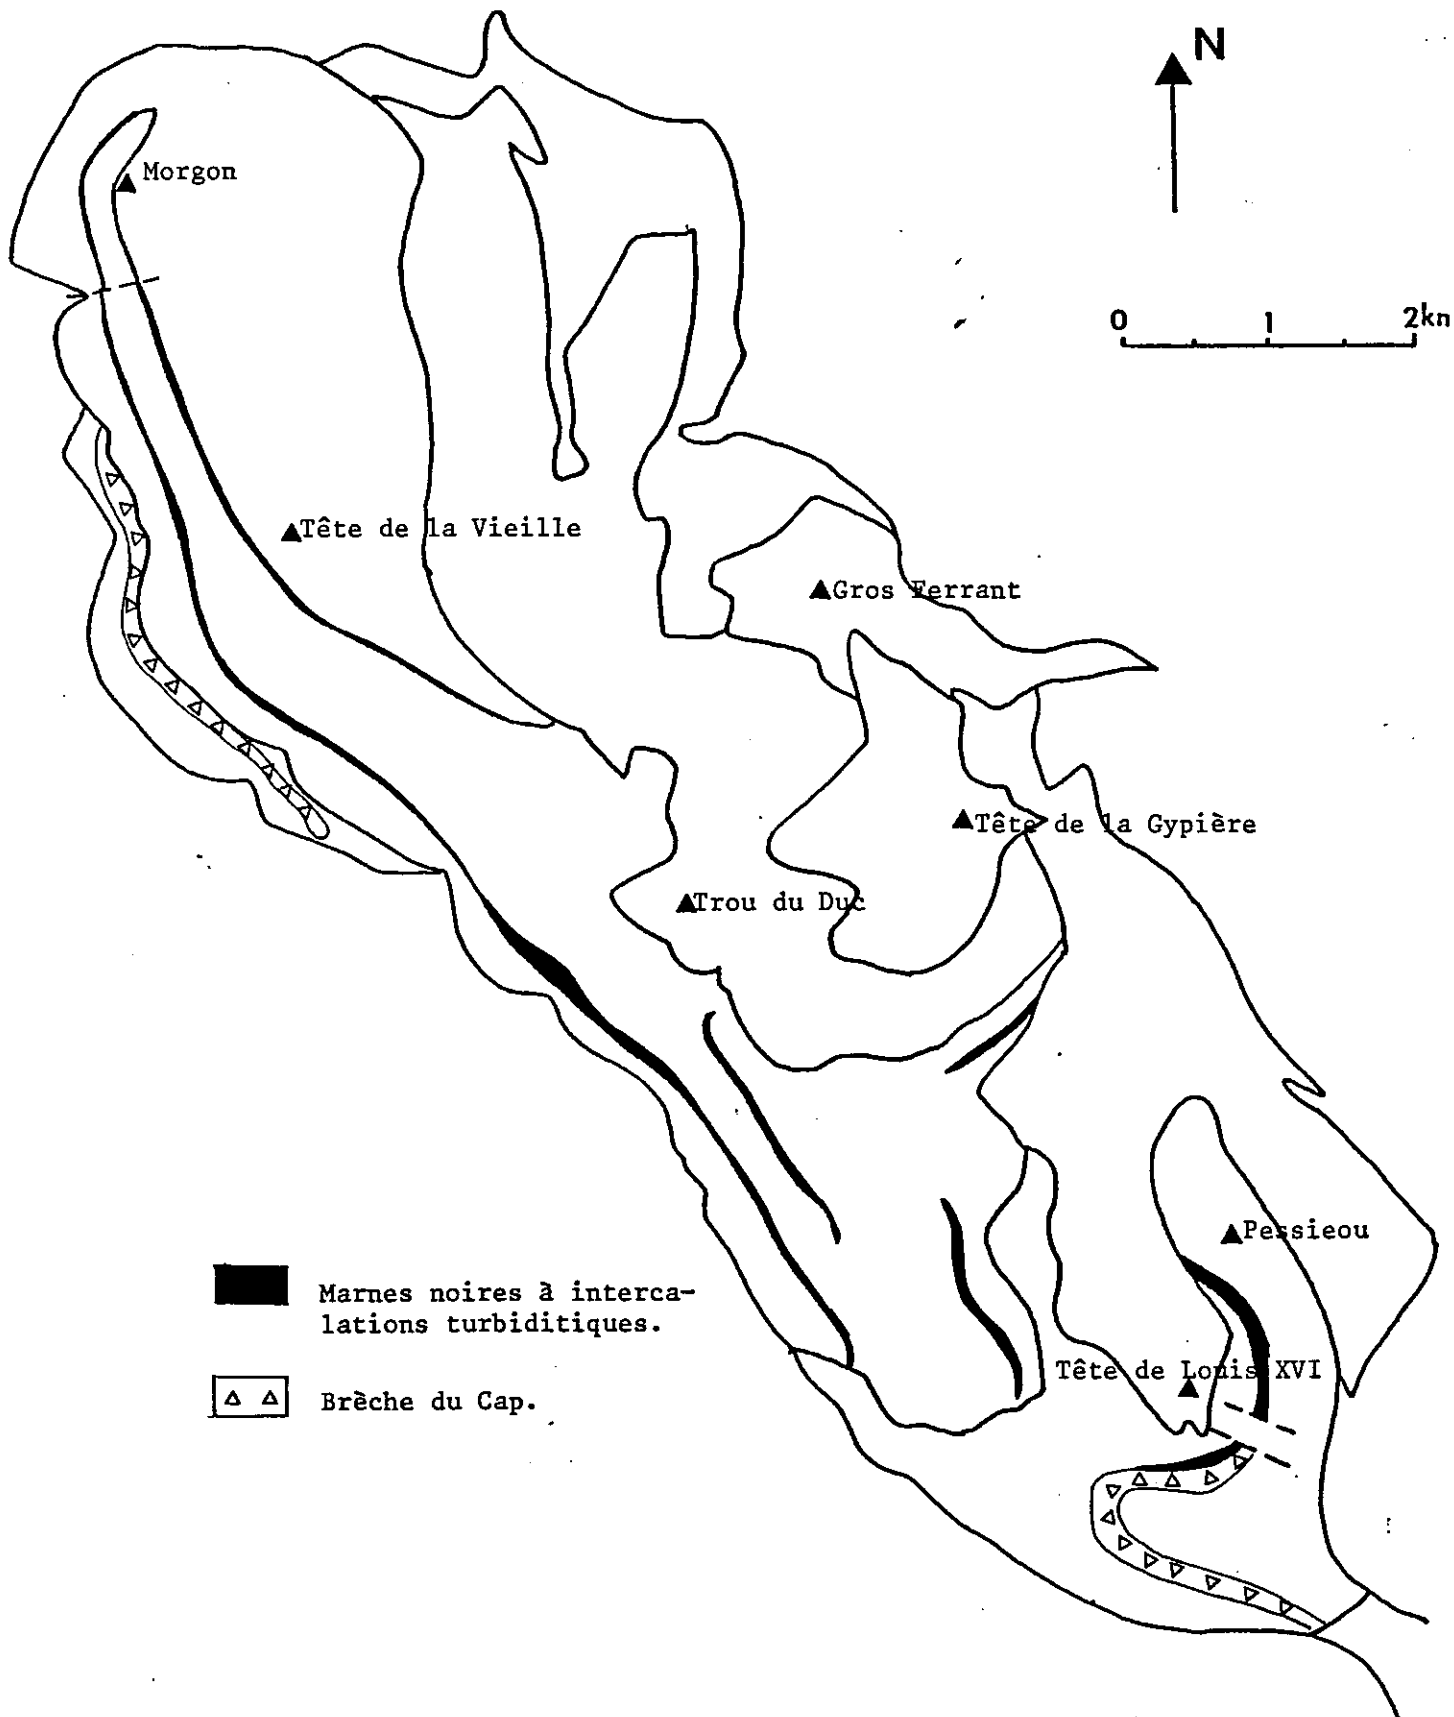 N
Morgon
0 1 2km
Tête de la Vieille
Gros Ferrant
Tête de la Gypière
Trou du Duc
Pessieou
Marnes noires à interca-
lations turbiditiques.
Tête de Louis XVI
Brèche du Cap.